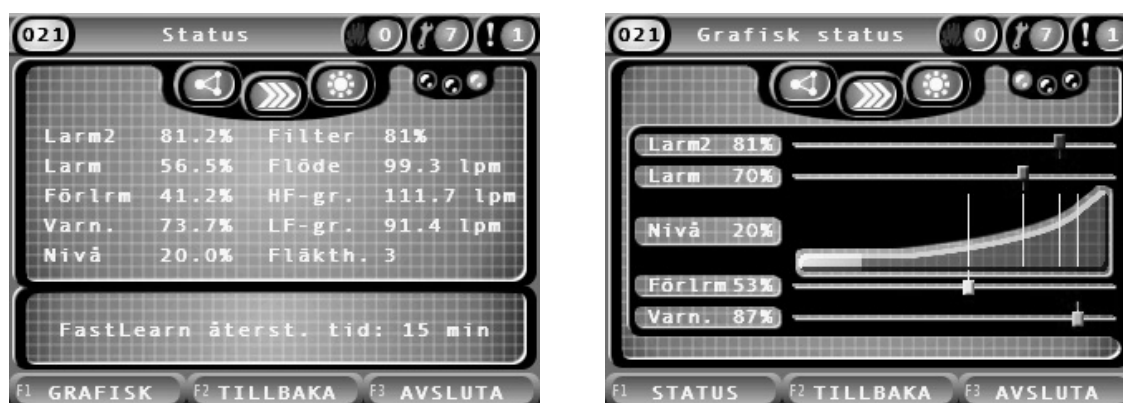 021 Status 0 7 ! 1
Larm2 81.2% Filter 81%
Larm 56.5% Flöde 99.3 lpm
Förlrm 41.2% HF-gr. 111.7 lpm
Varn. 73.7% LF-gr. 91.4 lpm
Nivå 20.0% Fläkth. 3
FastLearn återst. tid: 15 min
F1 GRAFISK F2 TILLBAKA F3 AVSLUTA
021 Grafisk status 0 7 ! 1
Larm2 81%
Larm 70%
Nivå 20%
Förlrm 53%
Varn. 87%
F1 STATUS F2 TILLBAKA F3 AVSLUTA